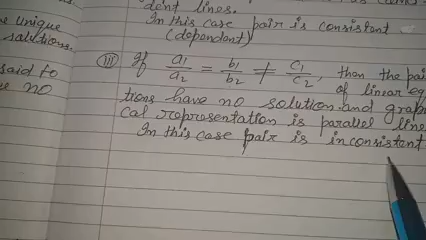 dent lines.
In this case pair is consistent
(dependent)
e unique
solutions.
said to
e no
(iii) If a1/a2 = b1/b2 ≠ c1/c2, then the pai
of linear eq
tions have no solution and grap
cal representation is parallel line
In this case pair is inconsistent